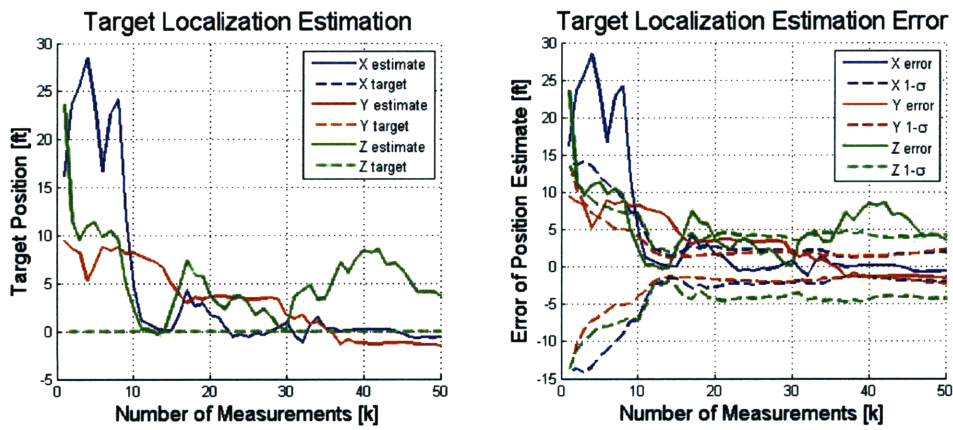 Target Localization Estimation
Target Position [ft]
30
25
20
15
10
5
0
-5
0
10
20
30
40
50
Number of Measurements [k]
X estimate
X target
Y estimate
Y target
Z estimate
Z target
Target Localization Estimation Error
Error of Position Estimate [ft]
30
25
20
15
10
5
0
-5
-10
-15
0
10
20
30
40
50
Number of Measurements [k]
X error
X 1-σ
Y error
Y 1-σ
Z error
Z 1-σ